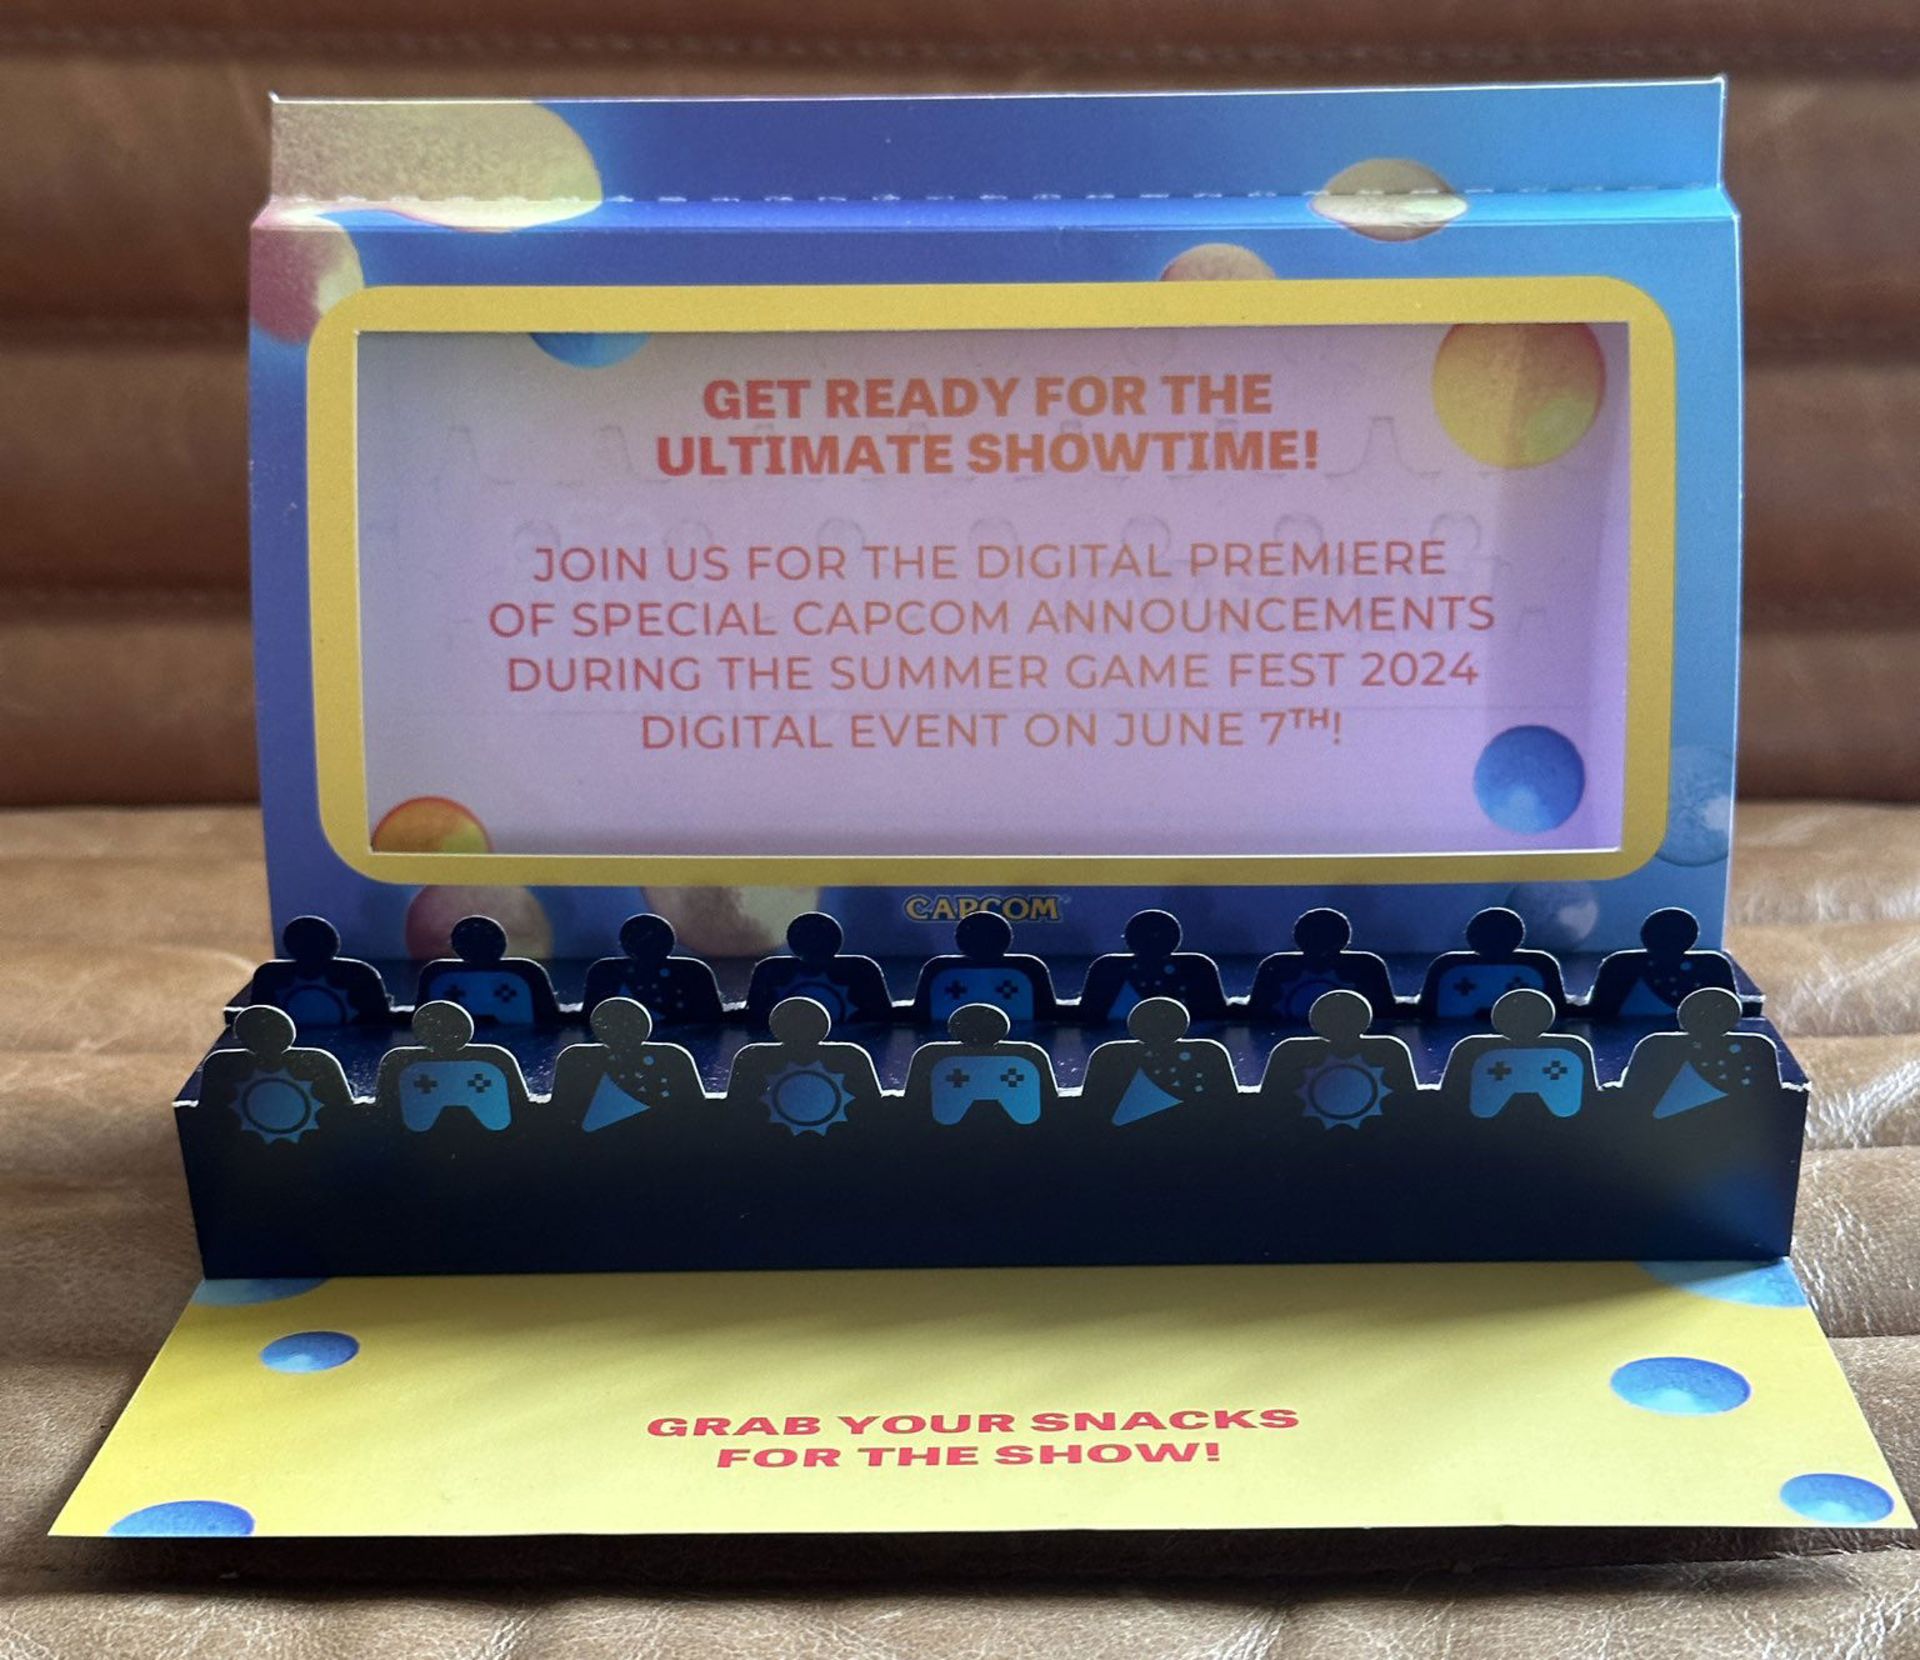 GET READY FOR THE
ULTIMATE SHOWTIME!
JOIN US FOR THE DIGITAL PREMIERE
OF SPECIAL CAPCOM ANNOUNCEMENTS
DURING THE SUMMER GAME FEST 2024
DIGITAL EVENT ON JUNE 7TH!
CAPCOM
GRAB YOUR SNACKS
FOR THE SHOW!